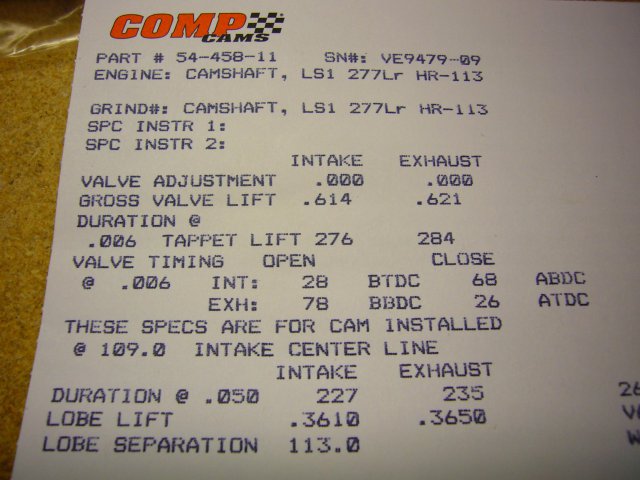 COMP
CAMS
PART # 54-458-11 SN#: VE9479-09
ENGINE: CAMSHAFT, LS1 277Lr HR-113
GRIND#: CAMSHAFT, LS1 277Lr HR-113
SPC INSTR 1:
SPC INSTR 2:
INTAKE EXHAUST
VALVE ADJUSTMENT .000 .000
GROSS VALVE LIFT .614 .621
DURATION @
.006 TAPPET LIFT 276 284
VALVE TIMING OPEN CLOSE
@ .006 INT: 28 BTDC 68 ABDC
EXH: 78 BBDC 26 ATDC
THESE SPECS ARE FOR CAM INSTALLED
@ 109.0 INTAKE CENTER LINE
INTAKE EXHAUST
DURATION @ .050 227 235
LOBE LIFT .3610 .3650
LOBE SEPARATION 113.0